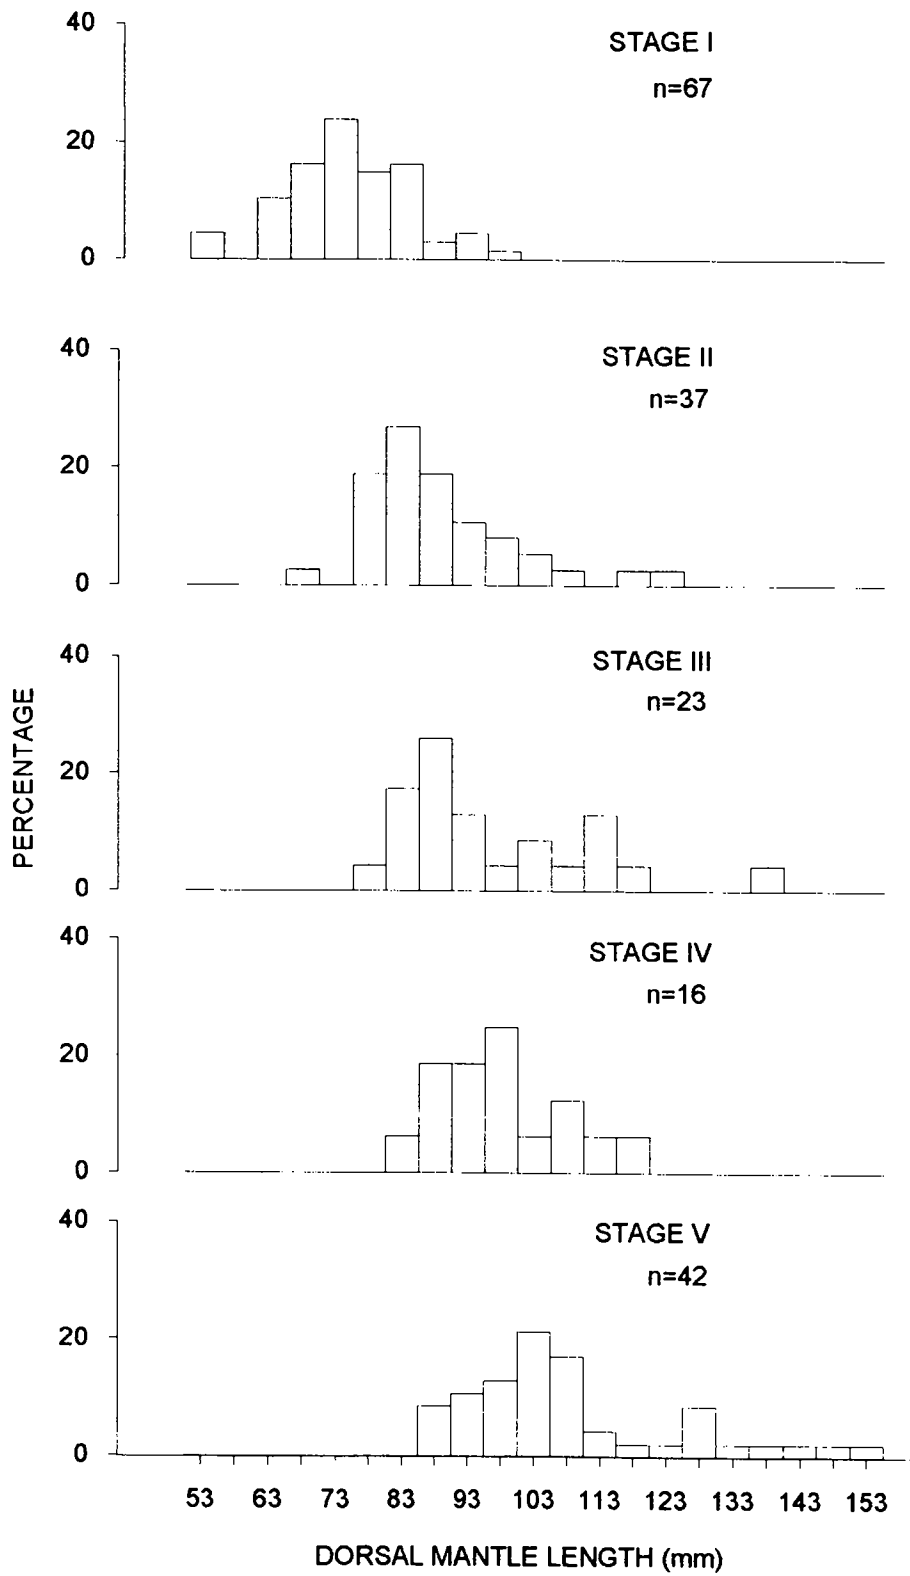 40
STAGE I
n=67
20
0
40
STAGE II
n=37
20
0
40
STAGE III
n=23
20
0
PERCENTAGE
40
STAGE IV
n=16
20
0
40
STAGE V
n=42
20
0
53 63 73 83 93 103 113 123 133 143 153
DORSAL MANTLE LENGTH (mm)